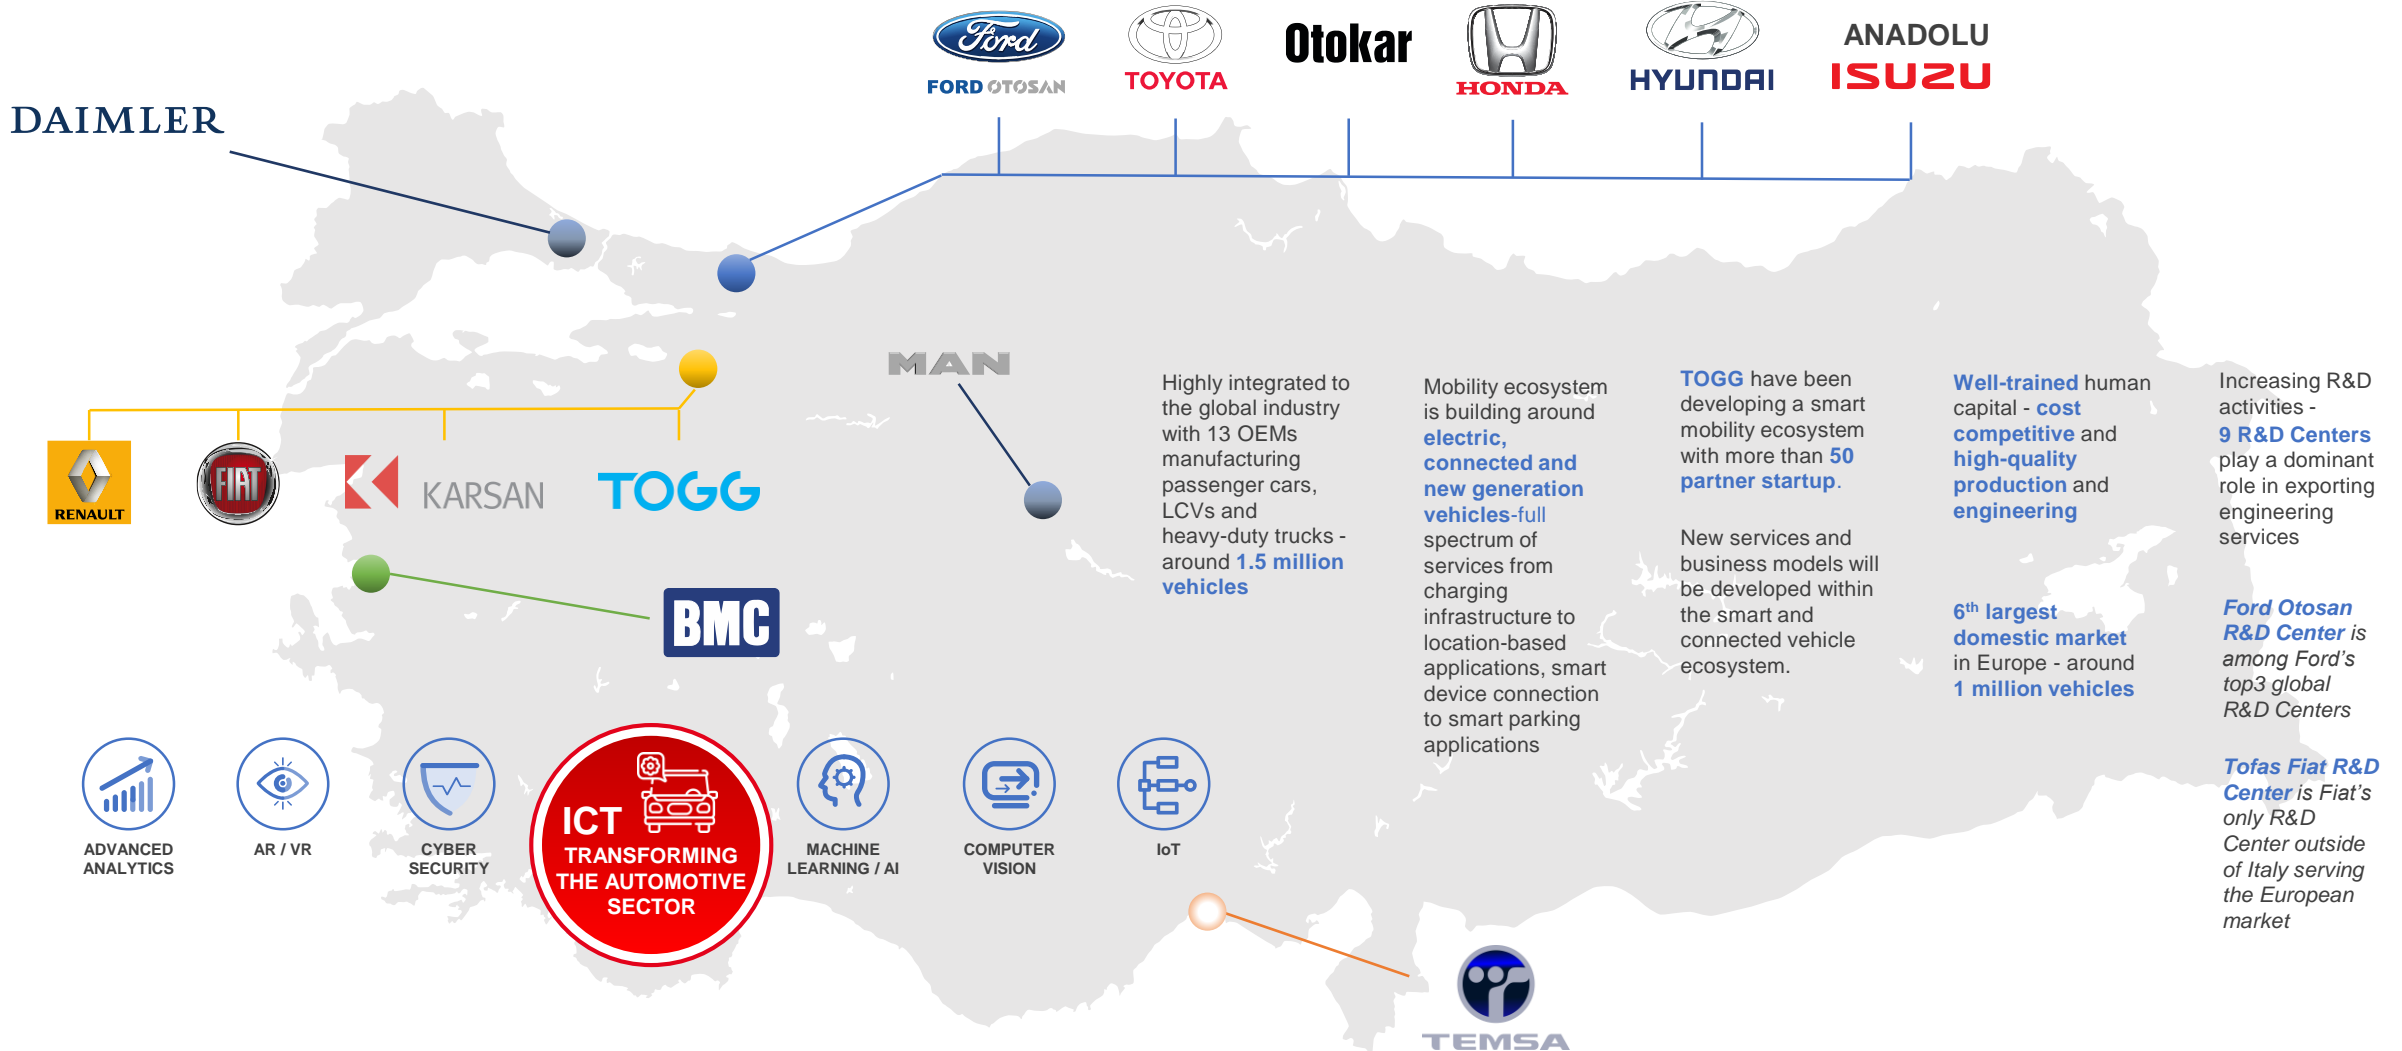 Ford
FORD OTOSAN
TOYOTA
Otokar
HONDA
HYUNDAI
ANADOLU
ISUZU
DAIMLER
MAN
RENAULT
FIAT
KARSAN
TOGG
BMC
Highly integrated to
the global industry
with 13 OEMs
manufacturing
passenger cars,
LCVs and
heavy-duty trucks -
around 1.5 million
vehicles
Mobility ecosystem
is building around
electric,
connected and
new generation
vehicles-full
spectrum of
services from
charging
infrastructure to
location-based
applications, smart
device connection
to smart parking
applications
TOGG have been
developing a smart
mobility ecosystem
with more than 50
partner startup.
New services and
business models will
be developed within
the smart and
connected vehicle
ecosystem.
Well-trained human
capital - cost
competitive and
high-quality
production and
engineering
6th largest
domestic market
in Europe - around
1 million vehicles
Increasing R&D
activities -
9 R&D Centers
play a dominant
role in exporting
engineering
services
Ford Otosan
R&D Center is
among Ford’s
top3 global
R&D Centers
Tofas Fiat R&D
Center is Fiat’s
only R&D
Center outside
of Italy serving
the European
market
ADVANCED
ANALYTICS
AR / VR
CYBER
SECURITY
ICT
TRANSFORMING
THE AUTOMOTIVE
SECTOR
MACHINE
LEARNING / AI
COMPUTER
VISION
IoT
TEMSA